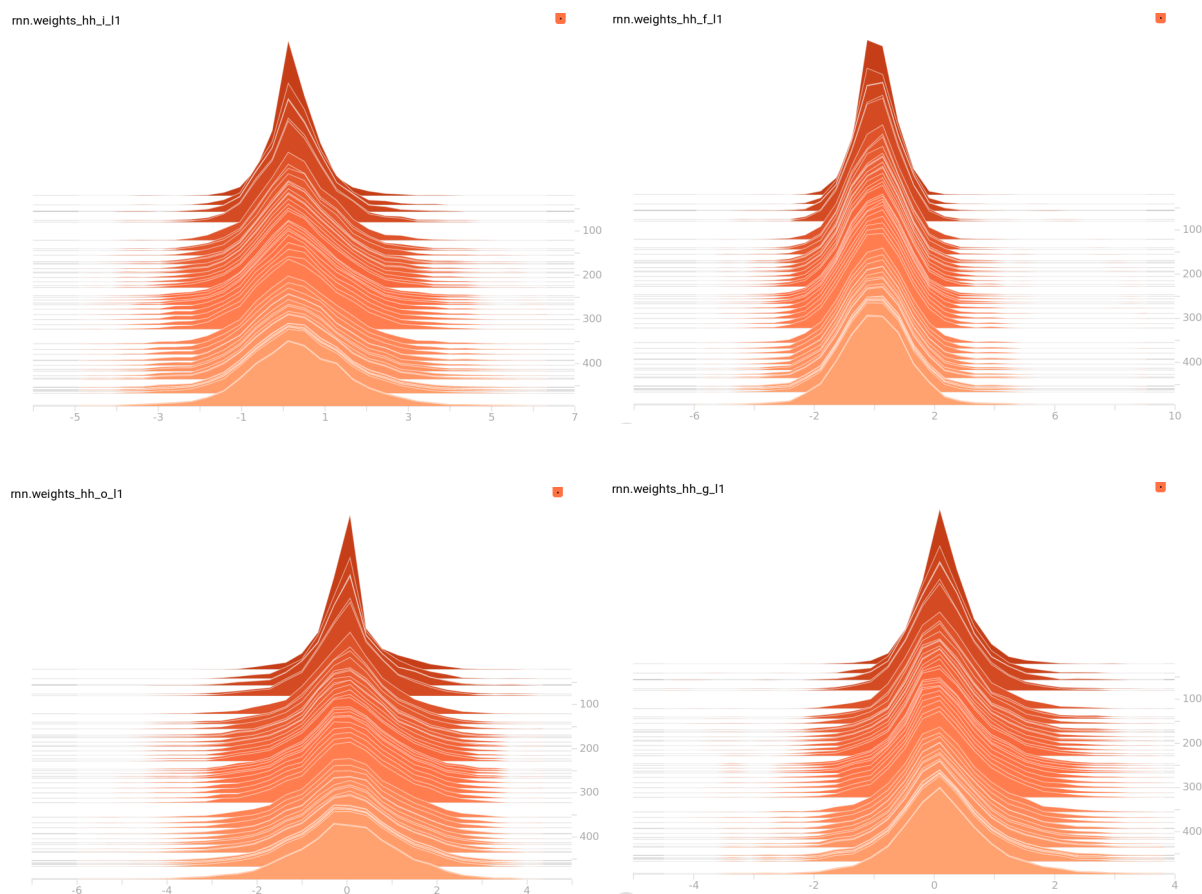 rnn.weights_hh_i_l1
100
200
300
400
-5 -3 -1 1 3 5 7
rnn.weights_hh_f_l1
100
200
300
400
-6 -2 2 6 10
rnn.weights_hh_o_l1
100
200
300
400
-6 -4 -2 0 2 4
rnn.weights_hh_g_l1
100
200
300
400
-4 -2 0 2 4